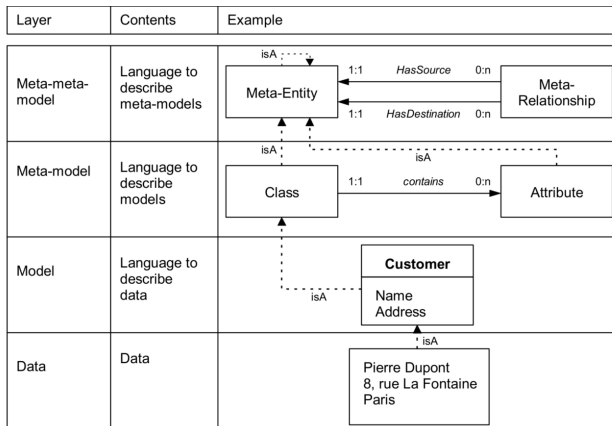 Layer
Contents
Example
Meta-meta-
model
Language to
describe
meta-models
isA
Meta-Entity
1:1 HasSource 0:n
1:1 HasDestination 0:n
Meta-
Relationship
isA
isA
Meta-model
Language to
describe
models
Class
1:1 contains 0:n
Attribute
Model
Language to
describe
data
isA
Customer
Name
Address
isA
Data
Data
Pierre Dupont
8, rue La Fontaine
Paris